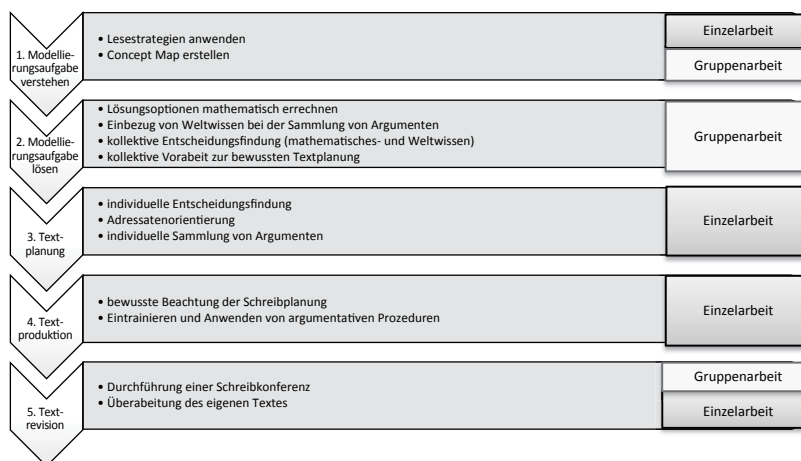 1. Modellie-
rungsaufgabe
verstehen
• Lesestrategien anwenden
• Concept Map erstellen
Einzelarbeit
Gruppenarbeit
2. Modellie-
rungsaufgabe
lösen
• Lösungsoptionen mathematisch errechnen
• Einbezug von Weltwissen bei der Sammlung von Argumenten
• kollektive Entscheidungsfindung (mathematisches- und Weltwissen)
• kollektive Vorabeit zur bewussten Textplanung
Gruppenarbeit
3. Text-
planung
• individuelle Entscheidungsfindung
• Adressatenorientierung
• individuelle Sammlung von Argumenten
Einzelarbeit
4. Text-
produktion
• bewusste Beachtung der Schreibplanung
• Eintrainieren und Anwenden von argumentativen Prozeduren
Einzelarbeit
5. Text-
revision
• Durchführung einer Schreibkonferenz
• Überabeitung des eigenen Textes
Gruppenarbeit
Einzelarbeit